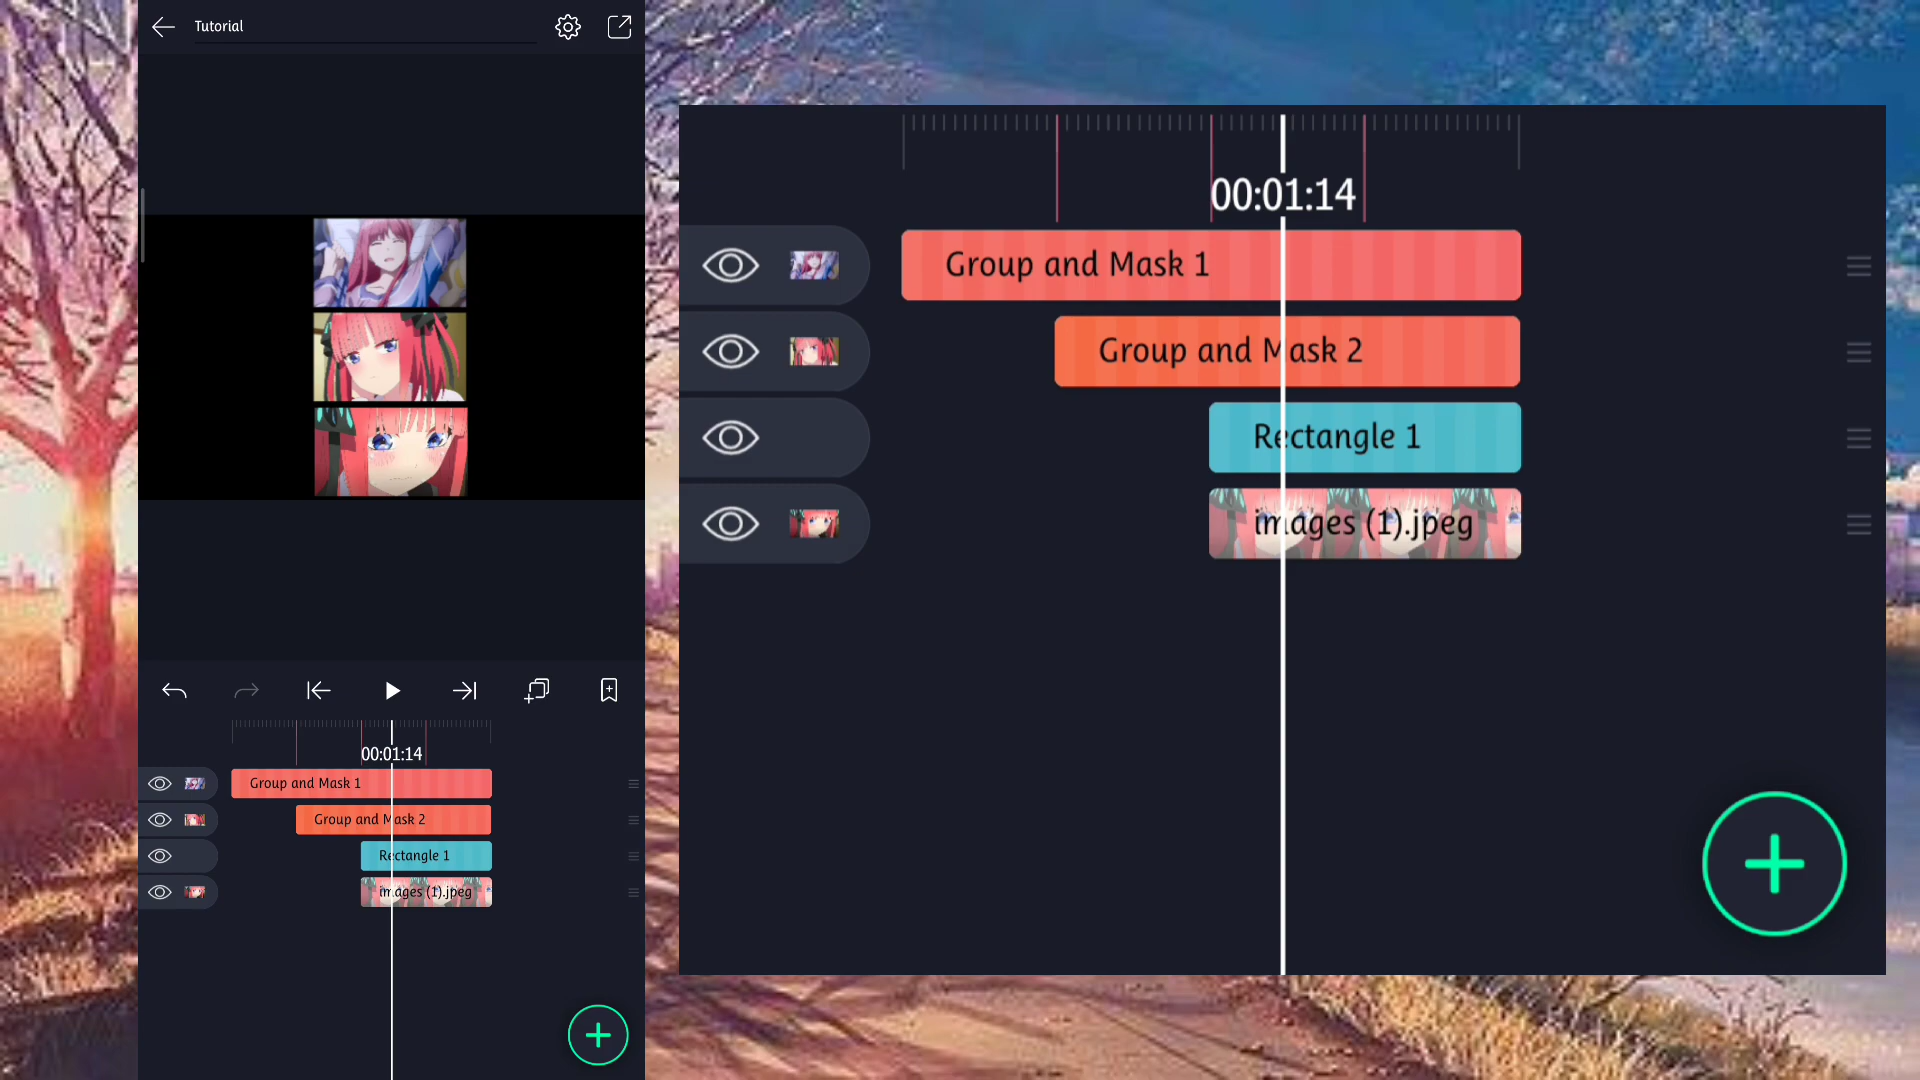 Tutorial
00:01:14
Group and Mask 1
Group and Mask 2
Rectangle 1
images (1).jpeg
00:01:14
Group and Mask 1
Group and Mask 2
Rectangle 1
images (1).jpeg